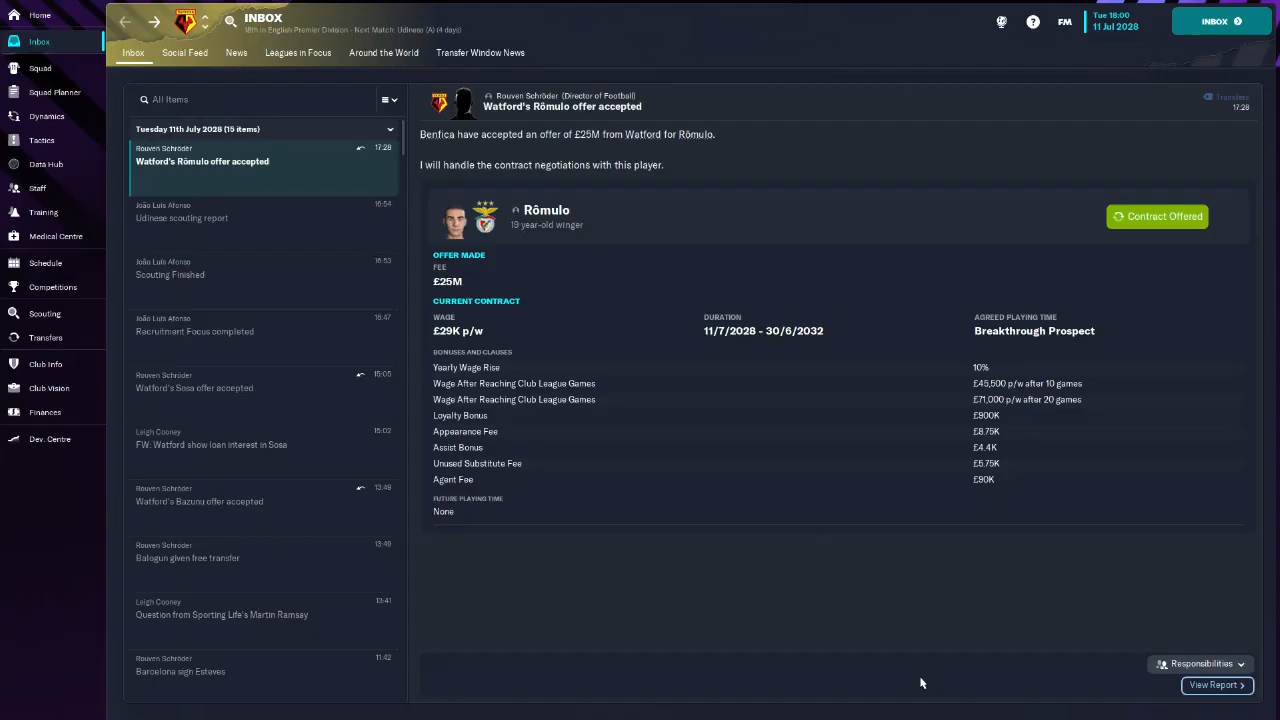 Home
Inbox
Squad
Squad Planner
Dynamics
Tactics
Data Hub
Staff
Training
Medical Centre
Schedule
Competitions
Scouting
Transfers
Club Info
Club Vision
Finances
Dev. Centre
INBOX
18th in English Premier Division - Next Match: Udinese (A) (4 days)
FM
Tue 18:00
11 Jul 2028
INBOX
Inbox
Social Feed
News
Leagues in Focus
Around the World
Transfer Window News
All Items
Tuesday 11th July 2028 (15 items)
Rouven Schröder 17:28
Watford's Rômulo offer accepted
João Luís Afonso 16:54
Udinese scouting report
João Luís Afonso 16:53
Scouting Finished
João Luís Afonso 16:47
Recruitment Focus completed
Rouven Schröder 15:05
Watford's Sosa offer accepted
Leigh Cooney 15:02
FW: Watford show loan interest in Sosa
Rouven Schröder 13:49
Watford's Bazunu offer accepted
Rouven Schröder 13:49
Balogun given free transfer
Leigh Cooney 13:41
Question from Sporting Life's Martin Ramsay
Rouven Schröder 11:42
Barcelona sign Esteves
Rouven Schröder (Director of Football)
Watford's Rômulo offer accepted
Transfers
17:28
Benfica have accepted an offer of £25M from Watford for Rômulo.
I will handle the contract negotiations with this player.
Rômulo
19 year-old winger
Contract Offered
OFFER MADE
FEE
£25M
CURRENT CONTRACT
WAGE DURATION AGREED PLAYING TIME
£29K p/w 11/7/2028 - 30/6/2032 Breakthrough Prospect
BONUSES AND CLAUSES
Yearly Wage Rise 10%
Wage After Reaching Club League Games £45,500 p/w after 10 games
Wage After Reaching Club League Games £71,000 p/w after 20 games
Loyalty Bonus £900K
Appearance Fee £8.75K
Assist Bonus £4.4K
Unused Substitute Fee £5.75K
Agent Fee £90K
FUTURE PLAYING TIME
None
Responsibilities
View Report